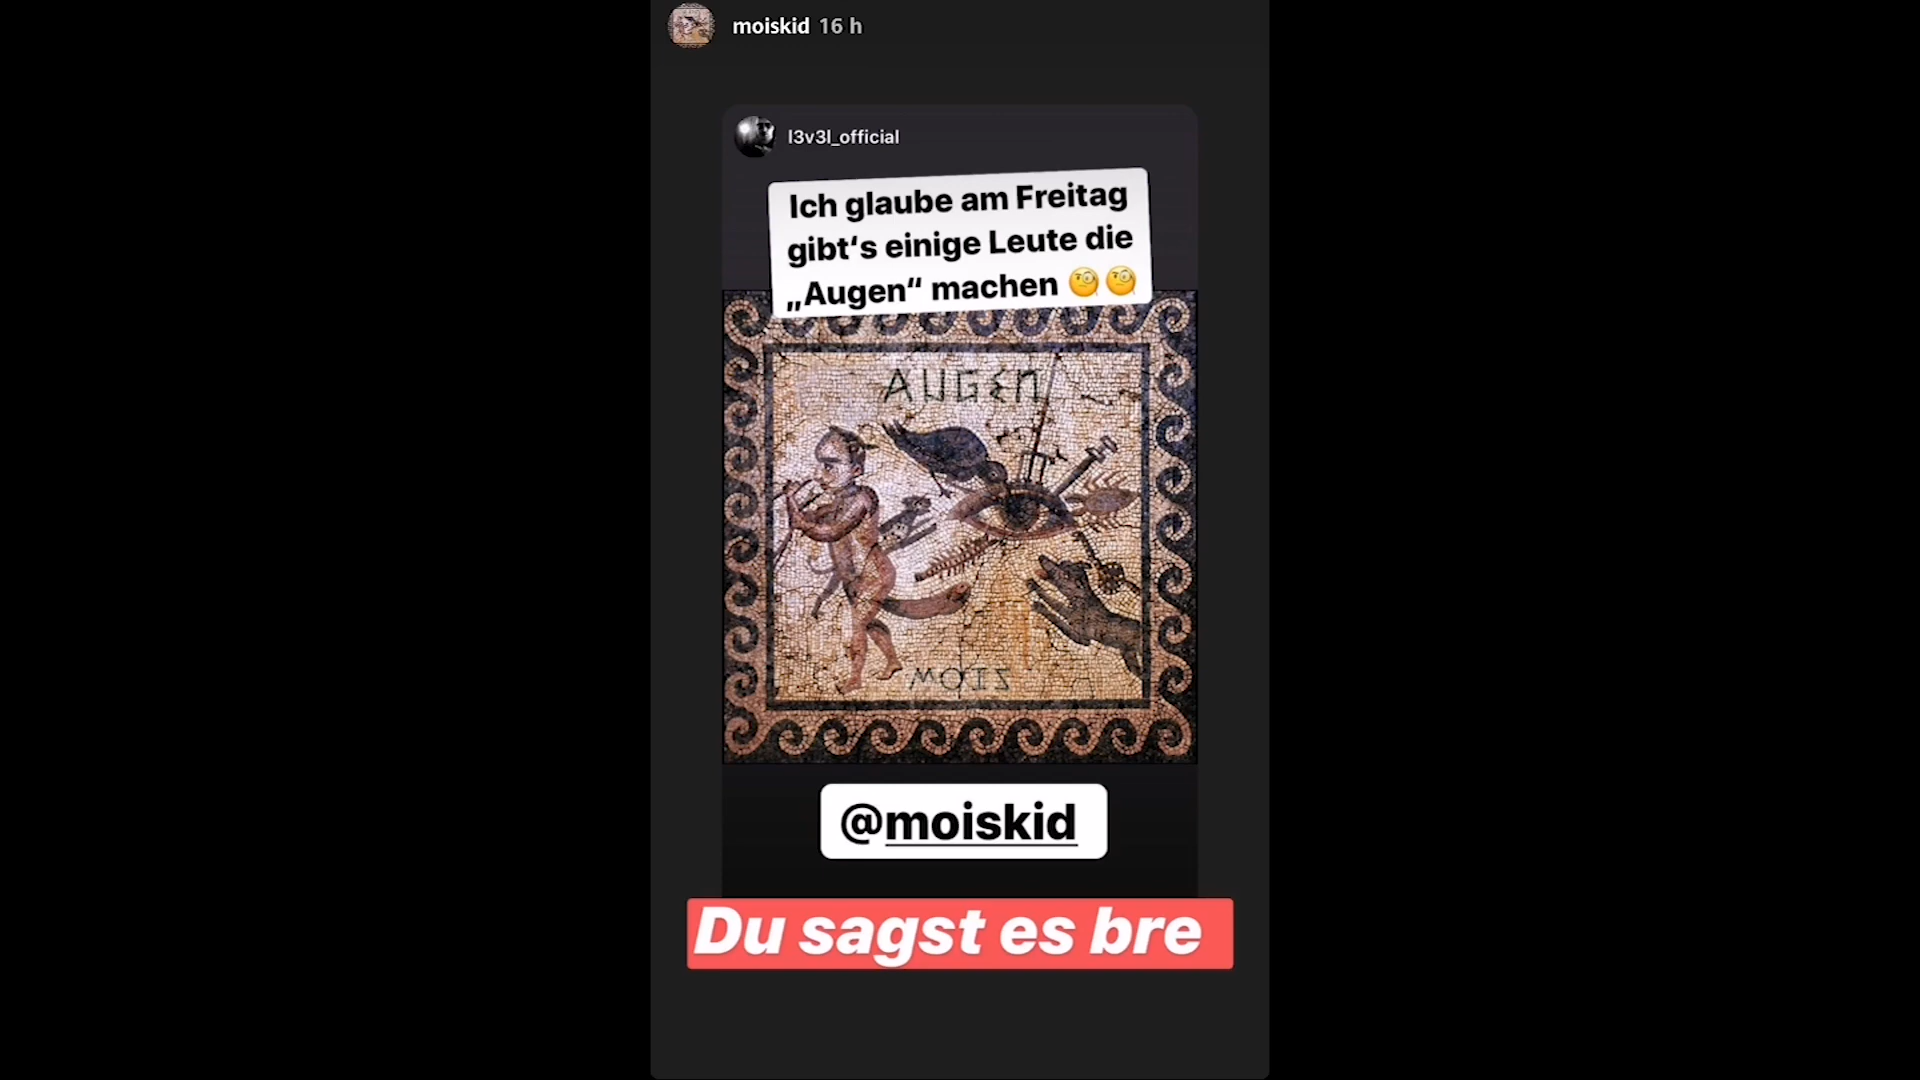 moiskid 16 h
l3v3l_official
Ich glaube am Freitag
gibt‘s einige Leute die
„Augen“ machen 🧐🧐
AUGEN
MOIS
@moiskid
Du sagst es bre